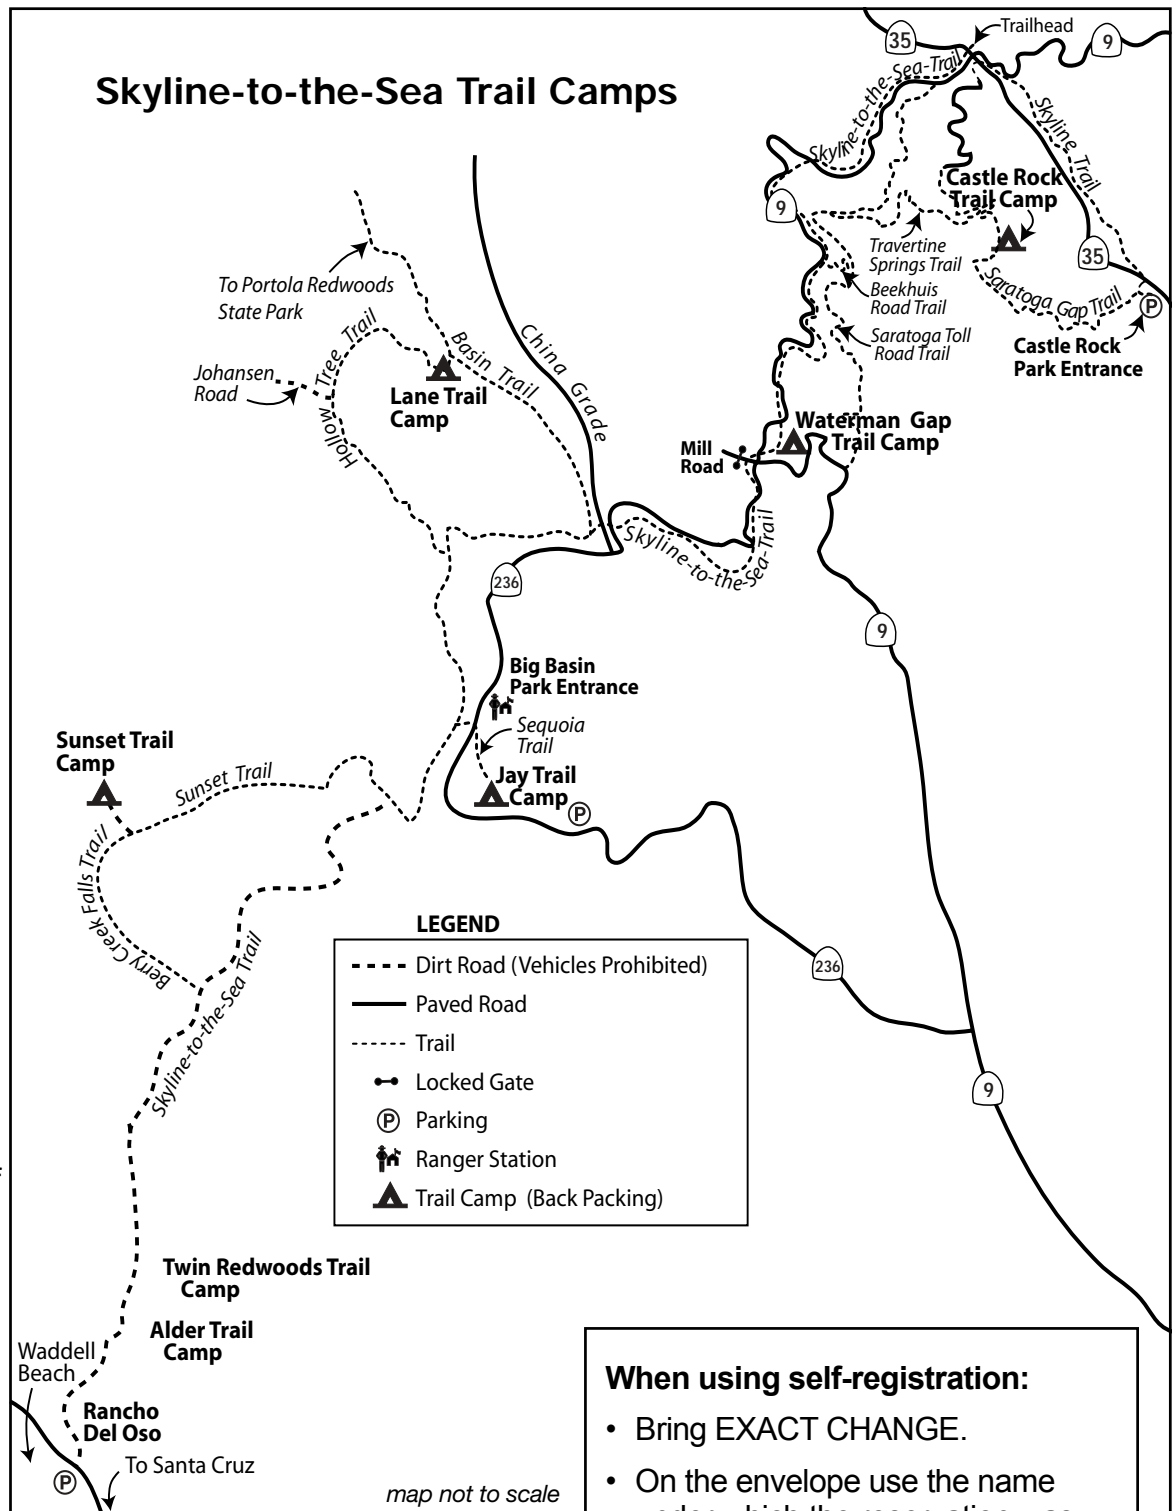 Skyline-to-the-Sea Trail Camps
Trailhead
35
9
Skyline-to-the-Sea-Trail
Skyline Trail
Castle Rock
Trail Camp
9
Travertine
Springs Trail
35
Beekhuis
Road Trail
Saratoga Gap Trail
P
Saratoga Toll
Road Trail
Castle Rock
Park Entrance
To Portola Redwoods
State Park
Basin Trail
China Grade
Johansen
Road
Hollow Tree Trail
Lane Trail
Camp
Waterman Gap
Trail Camp
Mill
Road
Skyline-to-the-Sea-Trail
236
9
Big Basin
Park Entrance
Sequoia
Trail
Jay Trail
Camp
P
Sunset Trail
Camp
Sunset Trail
Berry Creek Falls Trail
Skyline-to-the-Sea Trail
236
9
LEGEND
Dirt Road (Vehicles Prohibited)
Paved Road
Trail
Locked Gate
P Parking
Ranger Station
Trail Camp (Back Packing)
Twin Redwoods Trail
Camp
Alder Trail
Camp
Waddell
Beach
Rancho
Del Oso
P
To Santa Cruz
map not to scale
When using self-registration:
• Bring EXACT CHANGE.
• On the envelope use the name
under which the reservation was